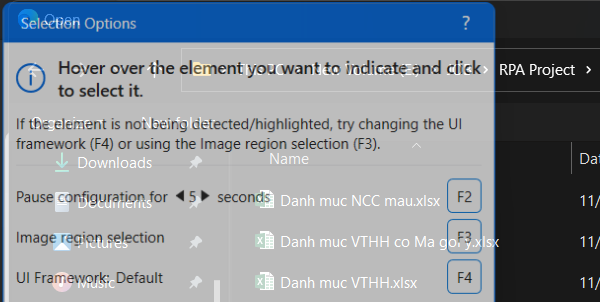 Open
Selection Options
?
Hover over the element you want to indicate and click
to select it.
RPA Project
If the element is not being detected/highlighted, try changing the UI
framework (F4) or using the Image region selection (F3).
Organize
New folder
Downloads
Name
Dat
Pause configuration for 5 seconds
F2
Documents
Danh muc NCC mau.xlsx
11/
Image region selection
F3
Pictures
Danh muc VTHH co Ma
.xlsx
11/
UI Framework: Default
F4
Music
Danh muc VTHH.xlsx
11/